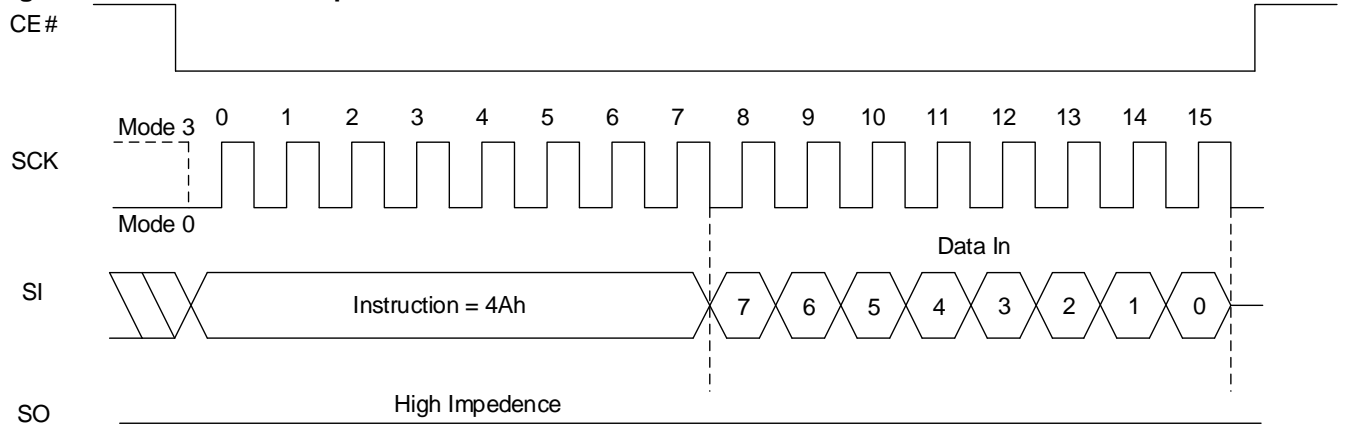 CE#
Mode 3 0 1 2 3 4 5 6 7 8 9 10 11 12 13 14 15
SCK
Mode 0
Data In
SI Instruction = 4Ah 7 6 5 4 3 2 1 0
High Impedence
SO